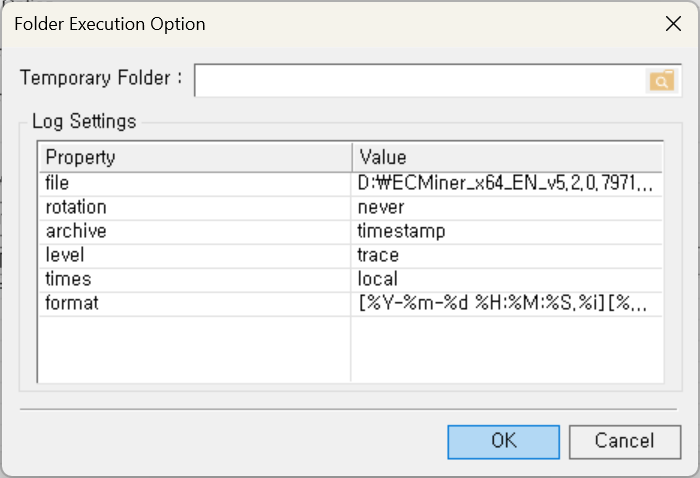 Folder Execution Option
Temporary Folder :
Log Settings
Property Value
file D:₩ECMiner_x64_EN_v5,2,0,7971,,,
rotation never
archive timestamp
level trace
times local
format [%Y-%m-%d %H:%M:%S,%i][%,,,
OK Cancel